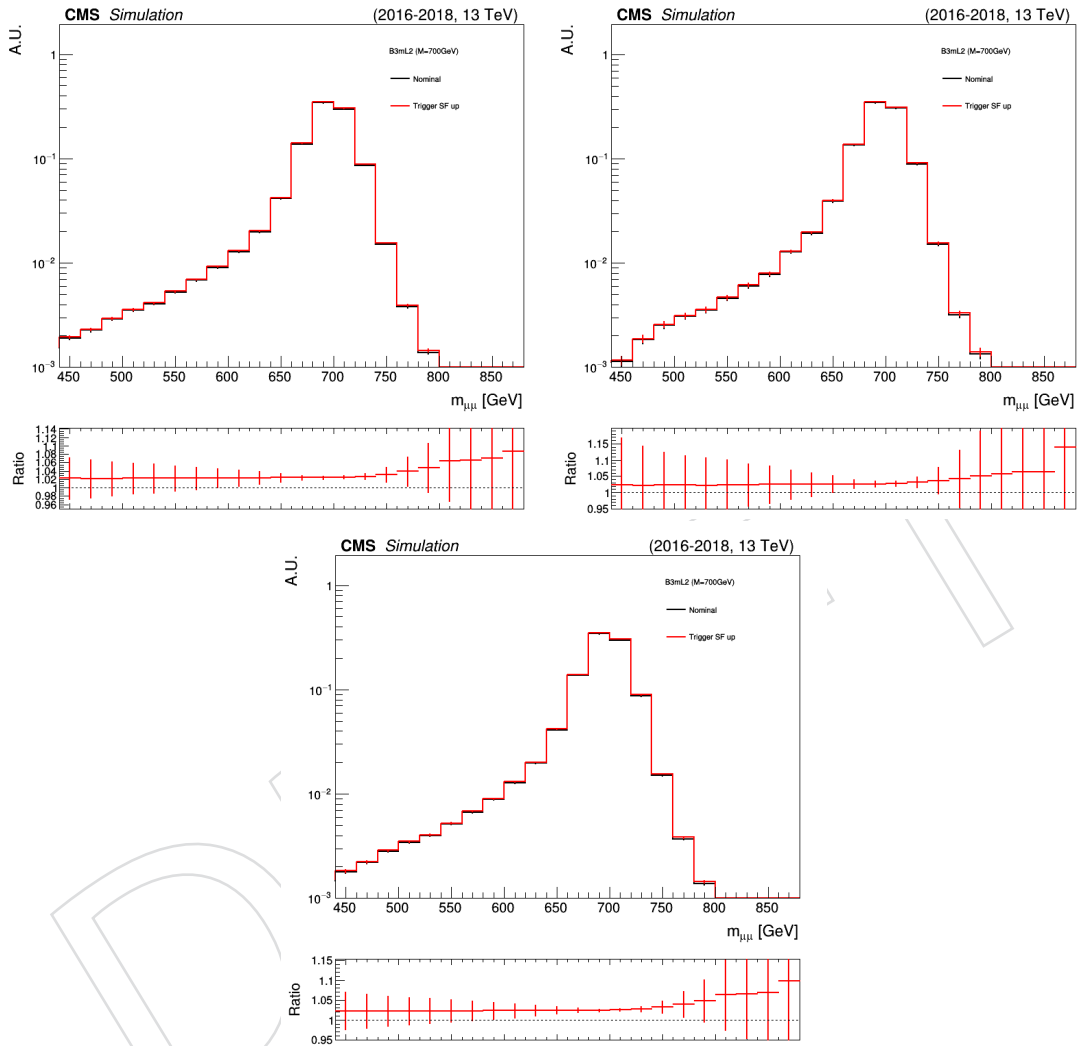 CMS Simulation (2016-2018, 13 TeV)
A.U.
B3mL2 (M=700GeV)
Nominal
Trigger SF up
1
10⁻¹
10⁻²
10⁻³
450 500 550 600 650 700 750 800 850
m_μμ [GeV]
Ratio
1.14
1.12
1.1
1.08
1.06
1.04
1.02
1
0.98
0.96
CMS Simulation (2016-2018, 13 TeV)
A.U.
B3mL2 (M=700GeV)
Nominal
Trigger SF up
1
10⁻¹
10⁻²
10⁻³
450 500 550 600 650 700 750 800 850
m_μμ [GeV]
Ratio
1.15
1.1
1.05
1
0.95
CMS Simulation (2016-2018, 13 TeV)
A.U.
B3mL2 (M=700GeV)
Nominal
Trigger SF up
1
10⁻¹
10⁻²
10⁻³
450 500 550 600 650 700 750 800 850
m_μμ [GeV]
Ratio
1.15
1.1
1.05
1
0.95